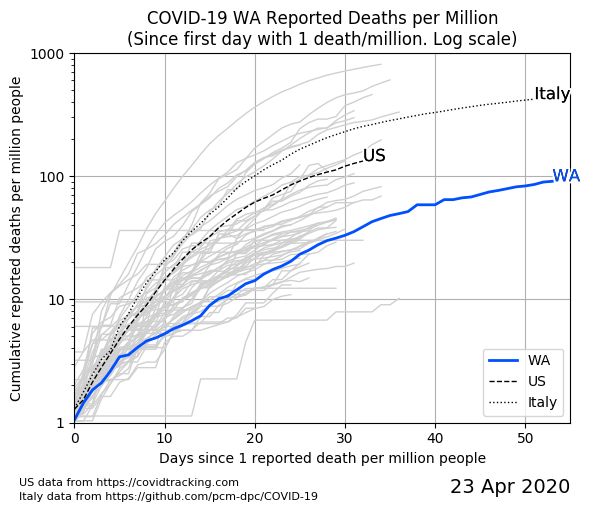 COVID-19 WA Reported Deaths per Million
(Since first day with 1 death/million. Log scale)
Cumulative reported deaths per million people
1000
100
10
1
Italy
US
WA
WA
US
Italy
0 10 20 30 40 50
Days since 1 reported death per million people
US data from https://covidtracking.com
Italy data from https://github.com/pcm-dpc/COVID-19
23 Apr 2020